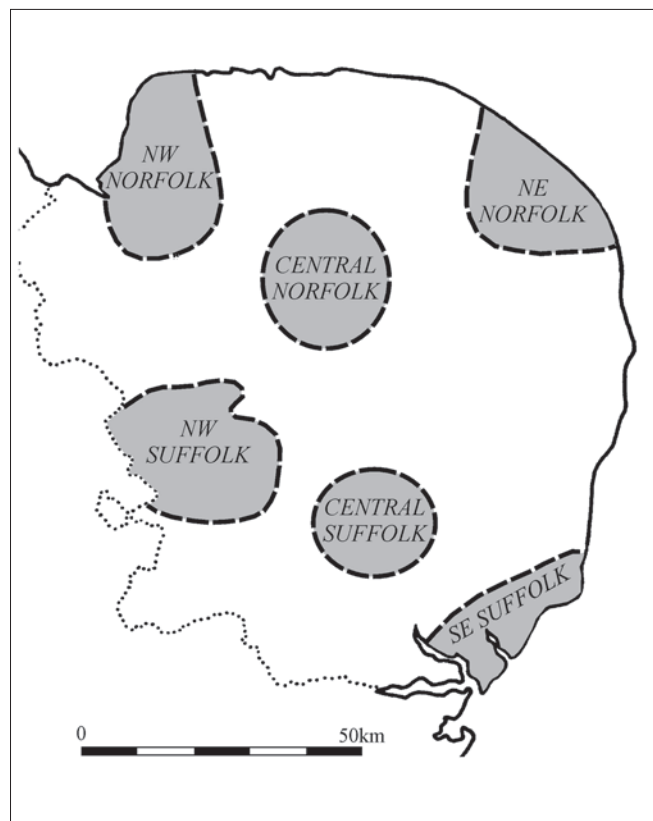 NW
NORFOLK
NE
NORFOLK
CENTRAL
NORFOLK
NW
SUFFOLK
CENTRAL
SUFFOLK
SE SUFFOLK
0 50km